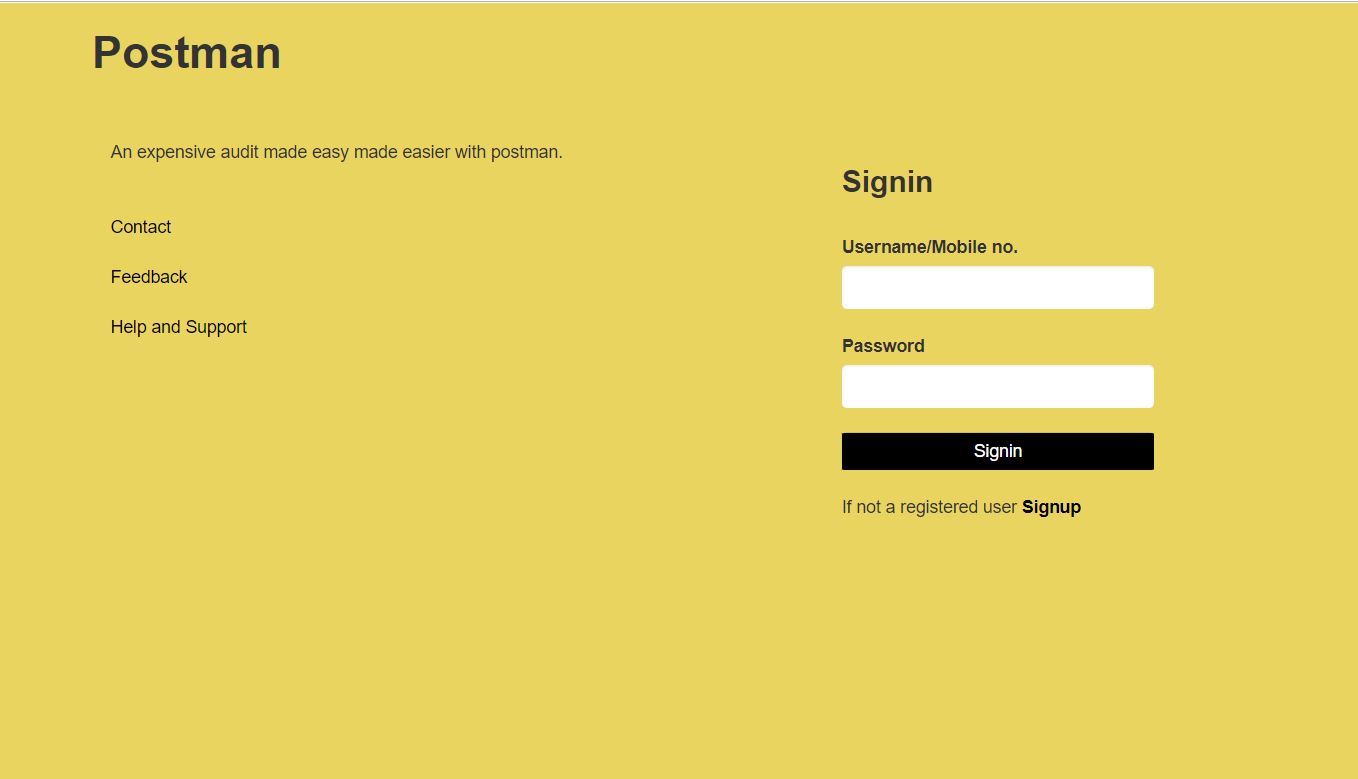 Postman
An expensive audit made easy made easier with postman.
Contact
Feedback
Help and Support
Signin
Username/Mobile no.
Password
Signin
If not a registered user Signup